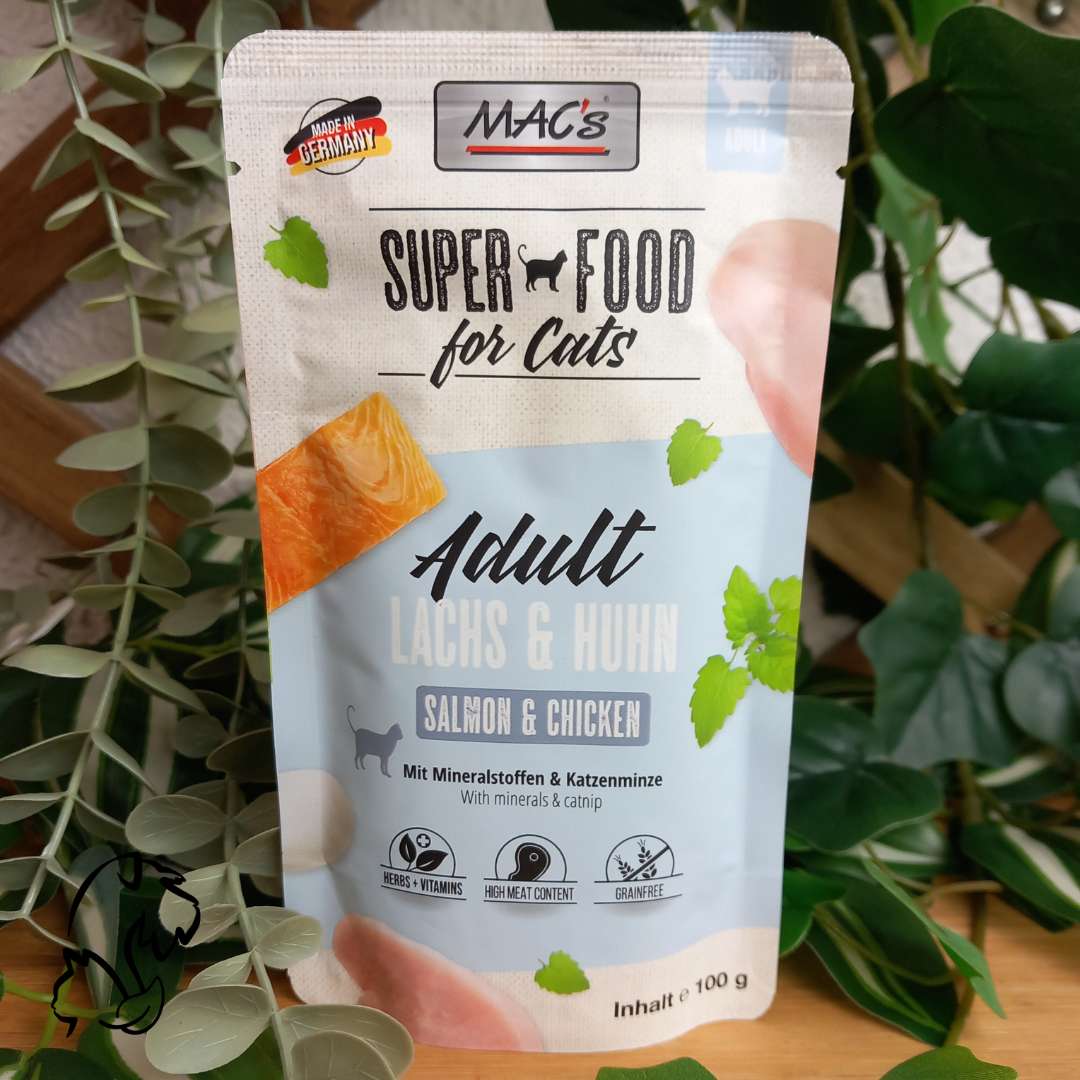 MADE IN
GERMANY
MAC's®
ADULT
SUPER FOOD
for Cats
Adult
LACHS & HUHN
SALMON & CHICKEN
Mit Mineralstoffen & Katzenminze
With minerals & catnip
HERBS + VITAMINS
HIGH MEAT CONTENT
GRAINFREE
Inhalt ℮ 100 g